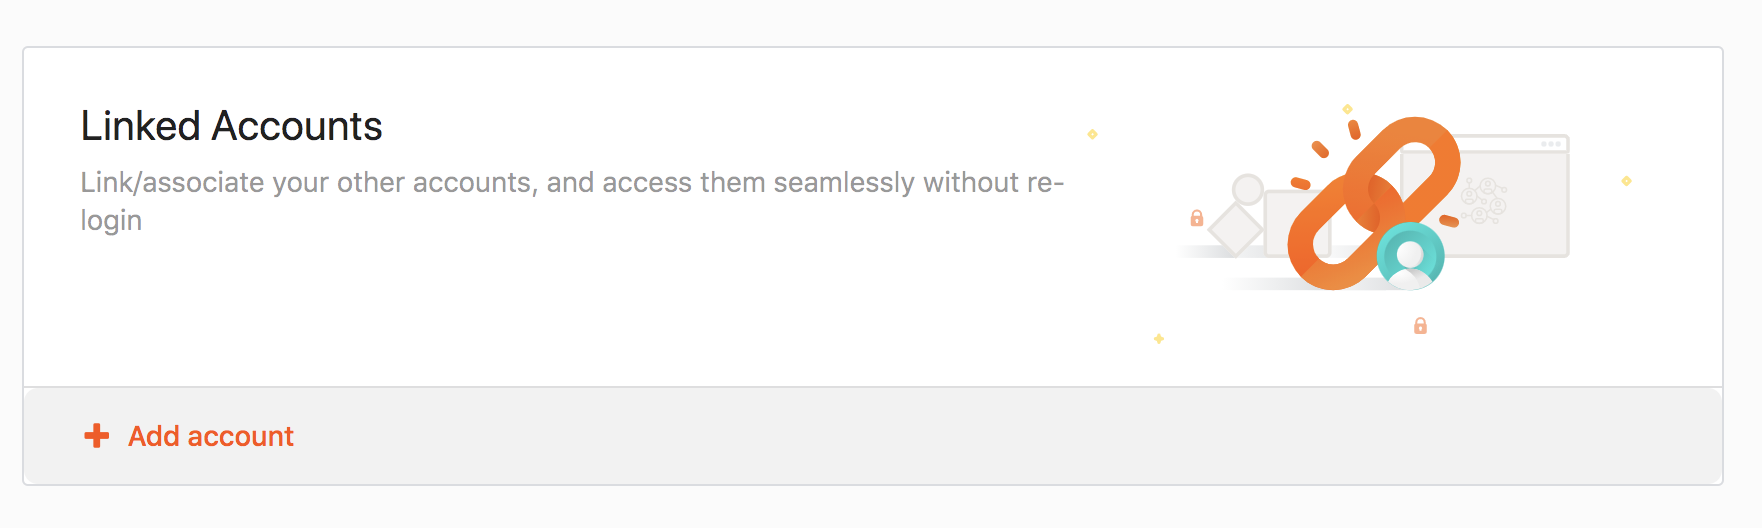 Linked Accounts
Link/associate your other accounts, and access them seamlessly without re-
login
Add account